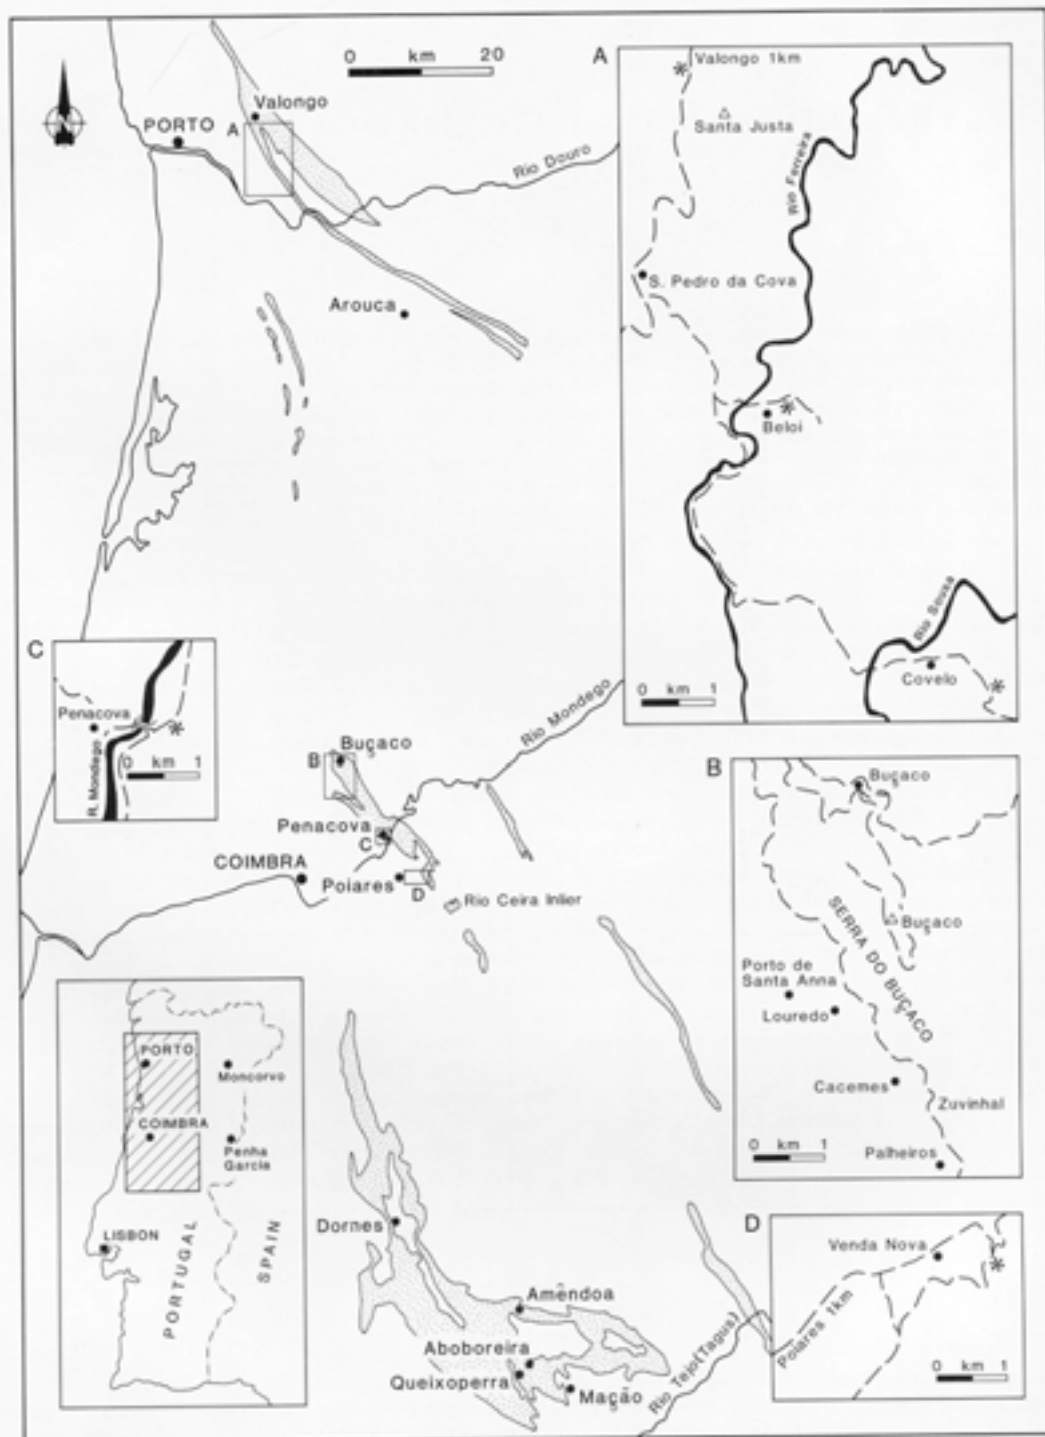 0 km 20
Valongo
A
PORTO
Rio Douro
Arouca
A
Valongo 1km
Santa Justa
Rio Ferreira
S. Pedro da Cova
Beloi
Rio Sousa
Covelo
0 km 1
C
Penacova
R. Mondego
0 km 1
Rio Mondego
B
Buçaco
Penacova
C
COIMBRA
Poiares
D
Rio Ceira Inlier
B
Buçaco
Buçaco
SERRA DO BUÇACO
Porto de
Santa Anna
Louredo
Cacemes
Zuvinhal
0 km 1
Palheiros
PORTO
Moncorvo
COIMBRA
Penha
Garcia
LISBON
PORTUGAL
SPAIN
Dornes
Amêndoa
Aboboreira
Queixoperra
Mação
Rio Tejo(Tagua)
D
Venda Nova
Poiares 1km
0 km 1